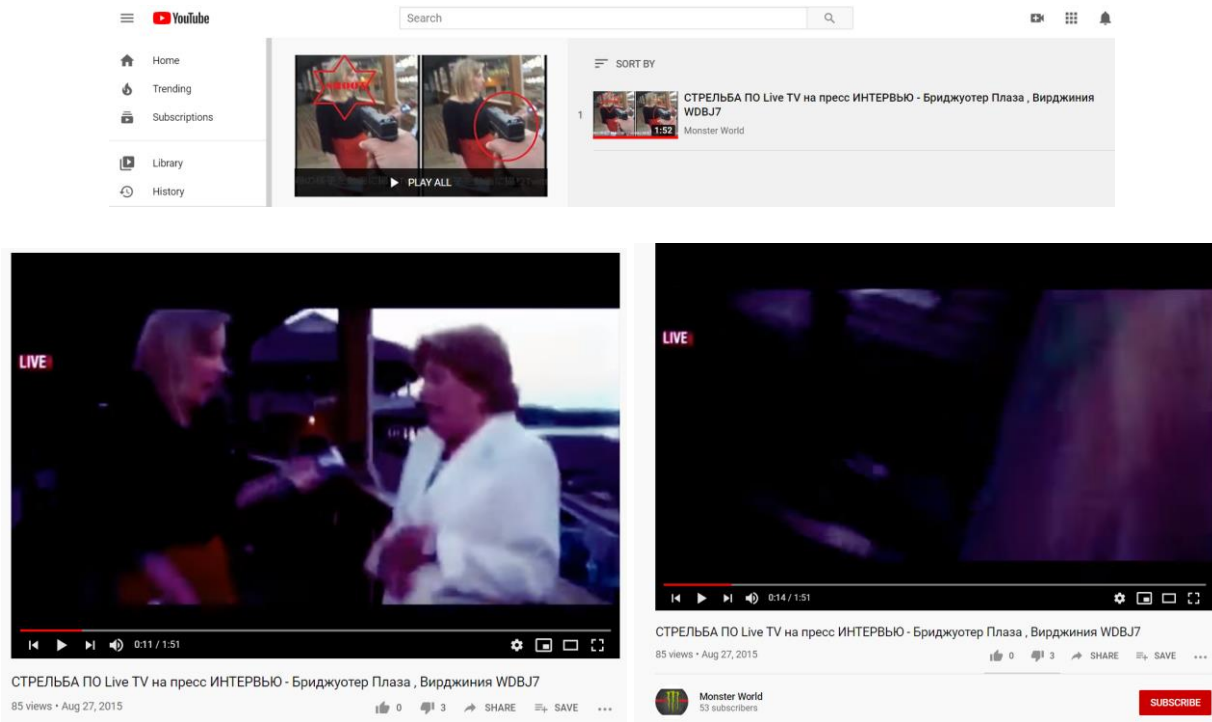 YouTube
Search
Home
Trending
Subscriptions
Library
History
PLAY ALL
SORT BY
1
1:52
СТРЕЛЬБА ПО Live TV на пресс ИНТЕРВЬЮ - Бриджуотер Плаза , Вирджиния
WDBJ7
Monster World
LIVE
0:11 / 1:51
СТРЕЛЬБА ПО Live TV на пресс ИНТЕРВЬЮ - Бриджуотер Плаза , Вирджиния WDBJ7
85 views • Aug 27, 2015
0
3
SHARE
SAVE
LIVE
0:14 / 1:51
СТРЕЛЬБА ПО Live TV на пресс ИНТЕРВЬЮ - Бриджуотер Плаза , Вирджиния WDBJ7
85 views • Aug 27, 2015
0
3
SHARE
SAVE
Monster World
53 subscribers
SUBSCRIBE